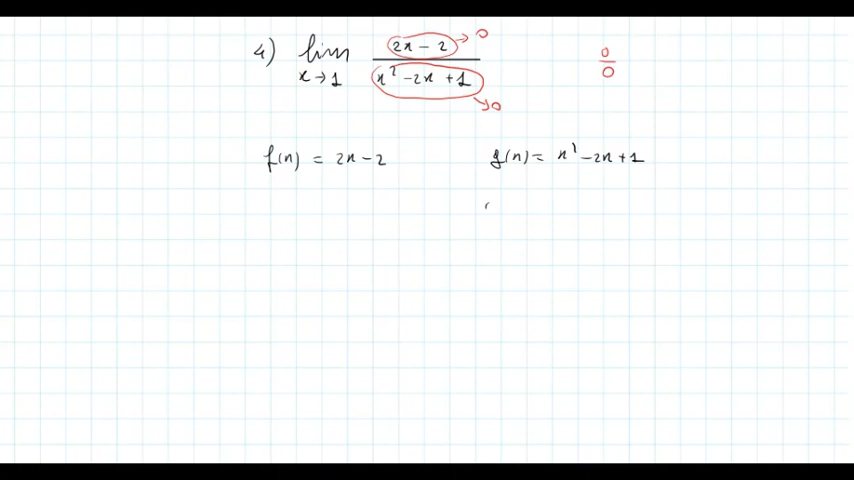 4) lim x→1 (2x − 2)/(x² − 2x + 1) → 0 → 0 0/0
f(x) = 2x − 2 g(x) = x² − 2x + 1